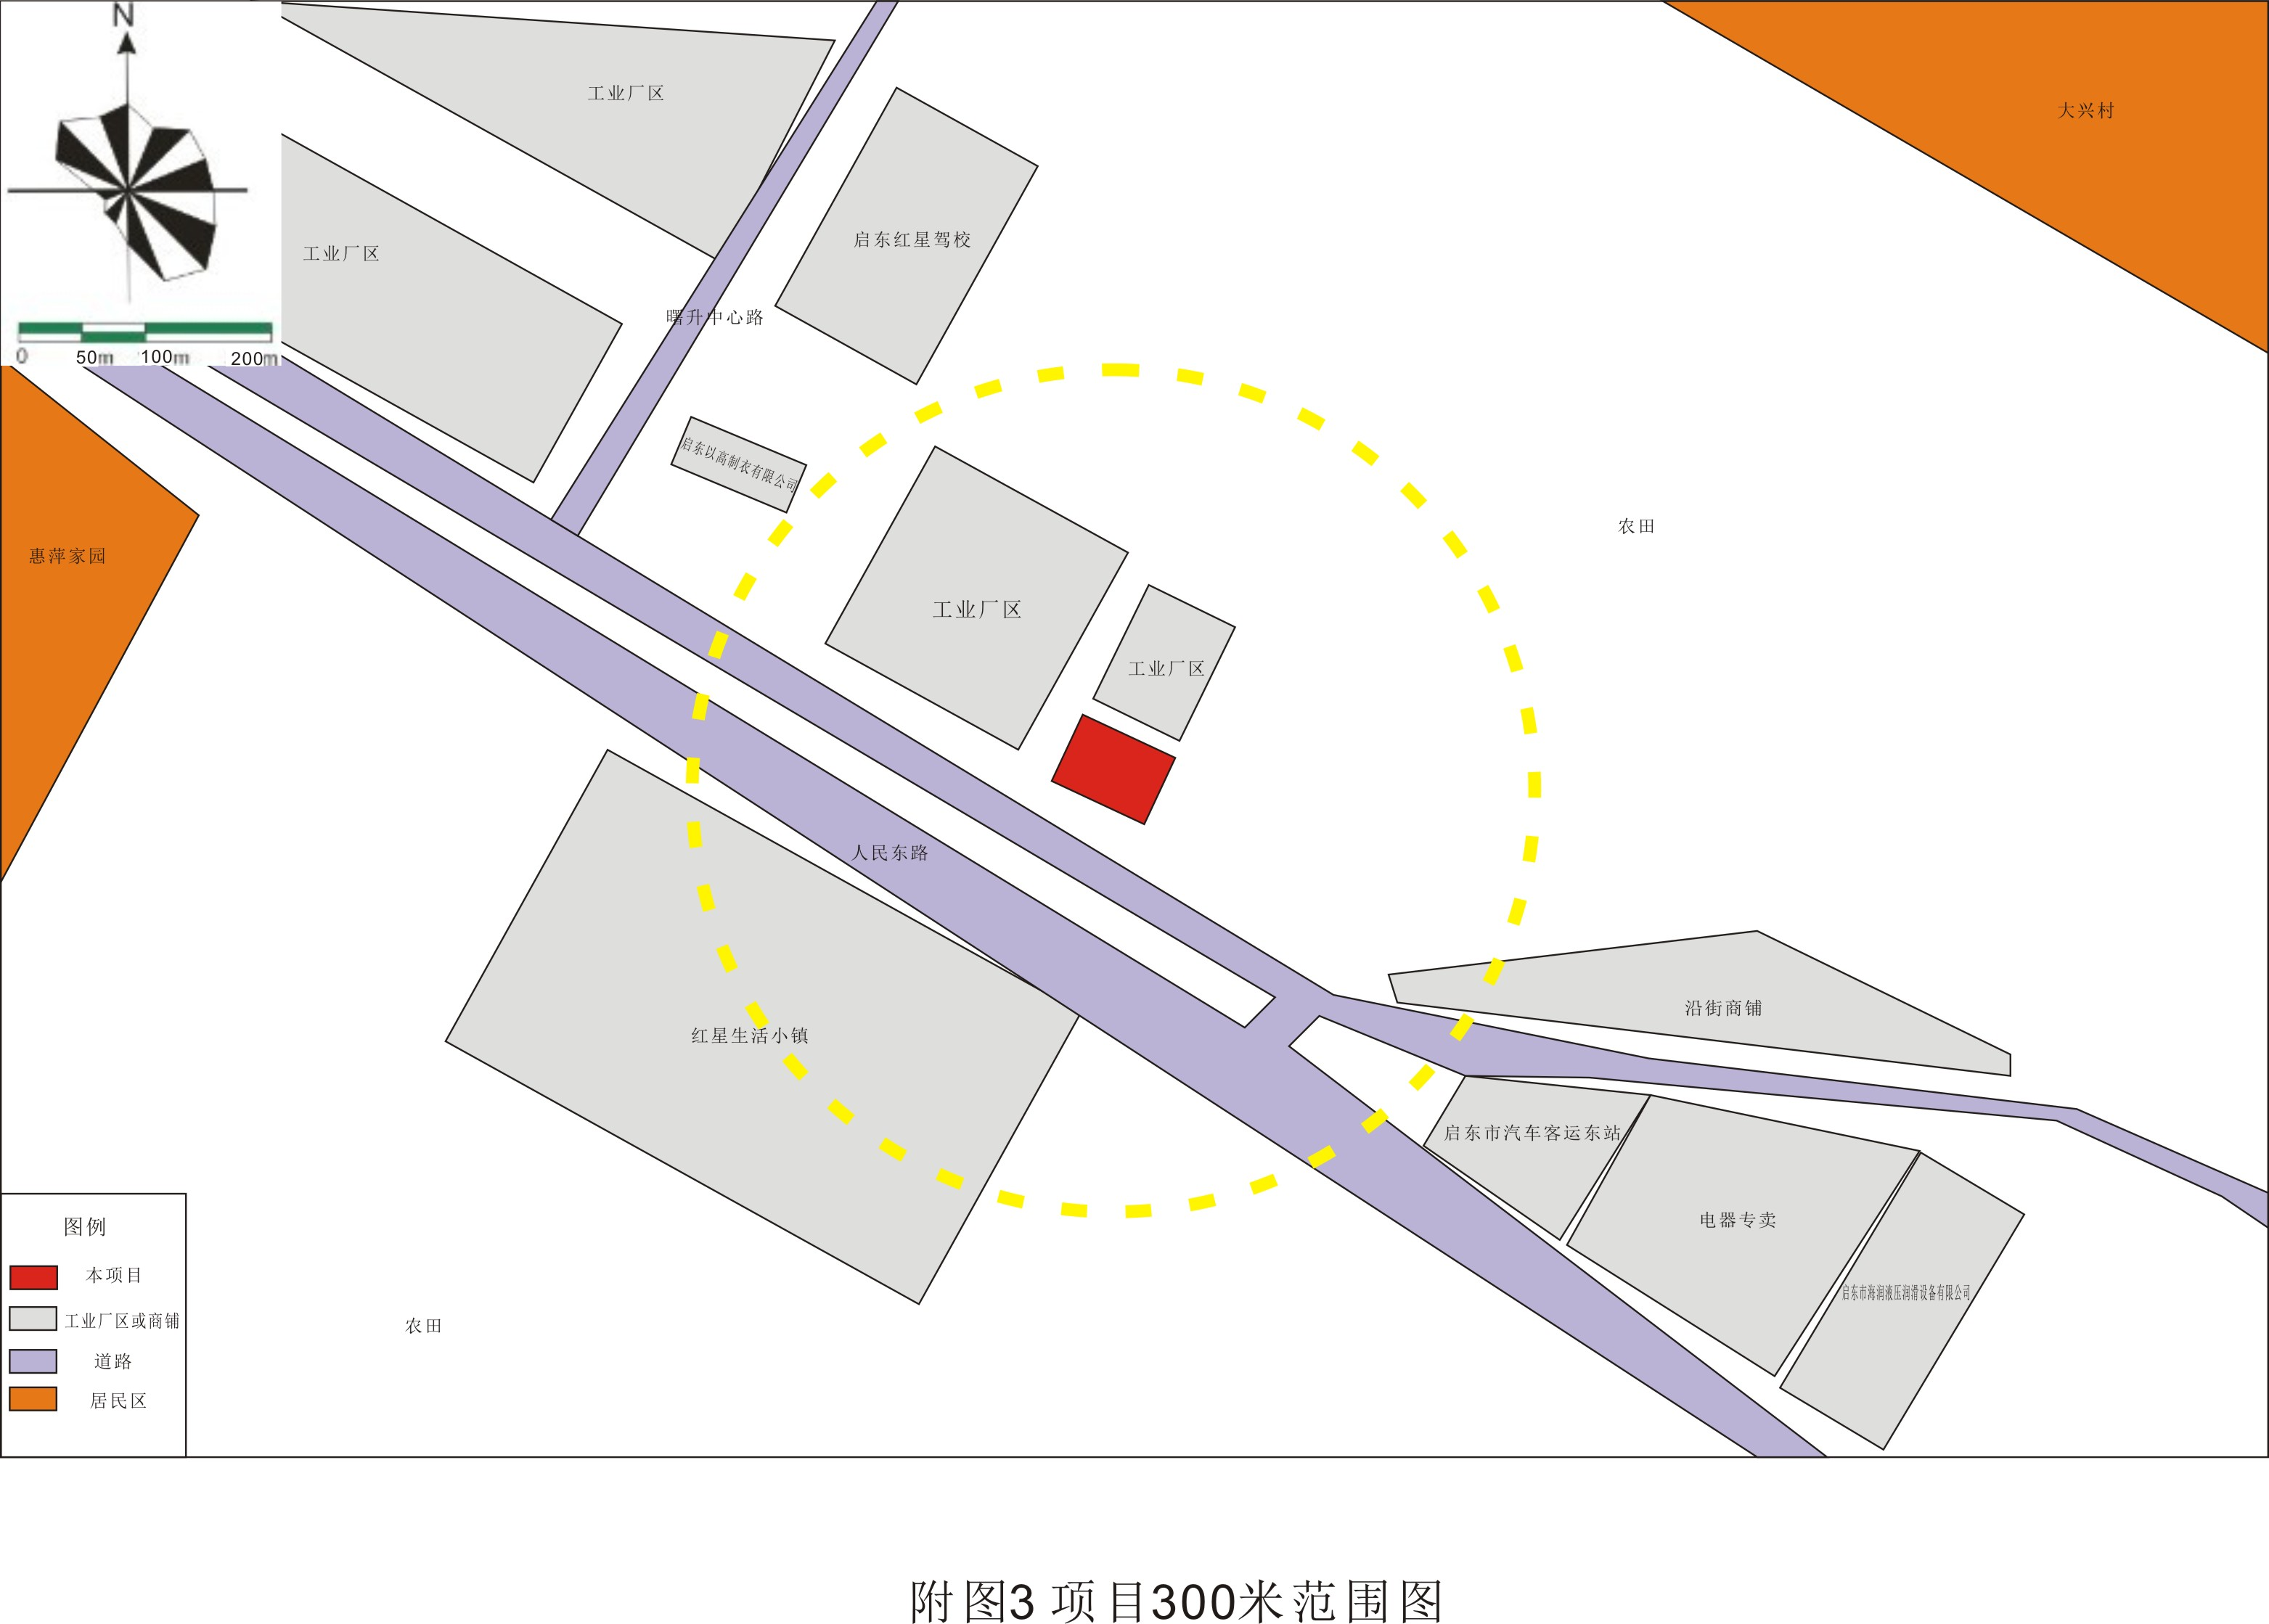 N
工业厂区
大兴村
启东红星驾校
工业厂区
曙升中心路
0 50m 100m 200m
启东以高制衣有限公司
农田
惠萍家园
工业厂区
工业厂区
人民东路
沿街商铺
红星生活小镇
启东市汽车客运东站
电器专卖
启东市海润液压润滑设备有限公司
农田
图例
本项目
工业厂区或商铺
道路
居民区
附图3 项目300米范围图